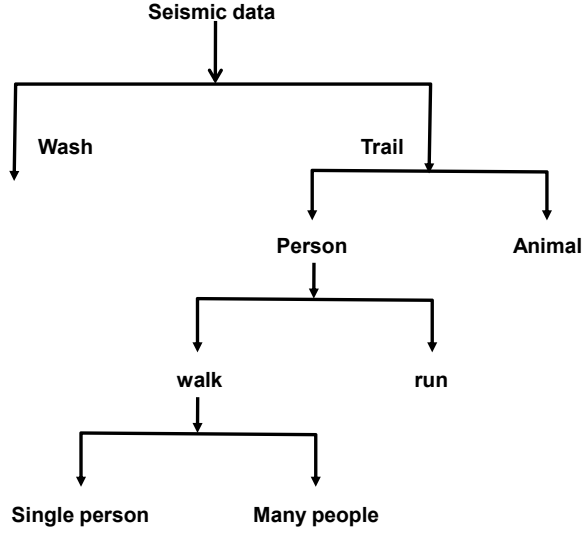 Seismic data
Wash
Trail
Person
Animal
walk
run
Single person
Many people